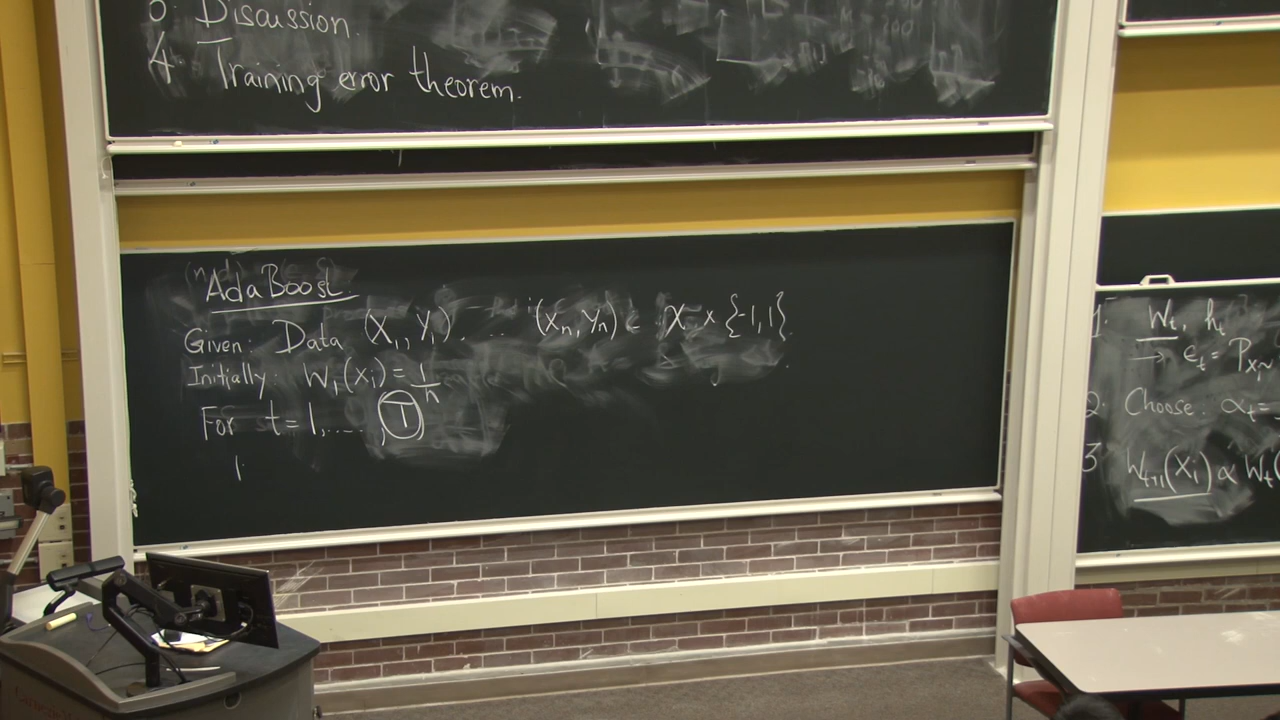 3. Discussion.
4. Training error theorem.
AdaBoost
Given: Data (X₁, Y₁) .... (Xₙ, Yₙ) ∈ X × {-1,1}.
Initially: W₁(Xᵢ) = 1/n
For t = 1, .... , T
1.
1. Wₜ, hₜ
→ εₜ = P
2. Choose: αₜ =
3. Wₜ₊₁(Xᵢ) ∝ Wₜ(